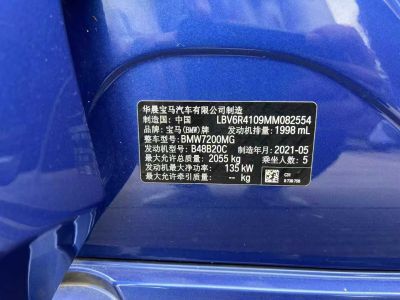 华晨宝马汽车有限公司制造
制造国：中国 LBV6R4109MM082554
品牌：宝马(BMW)牌 发动机排量：1998 mL
整车型号：BMW7200MG
发动机型号：B48B20C 制造年月：2021-05
最大允许总质量：2055 kg 乘坐人数：5
发动机最大净功率：135 kW
最大允许牵引质量：-- kg